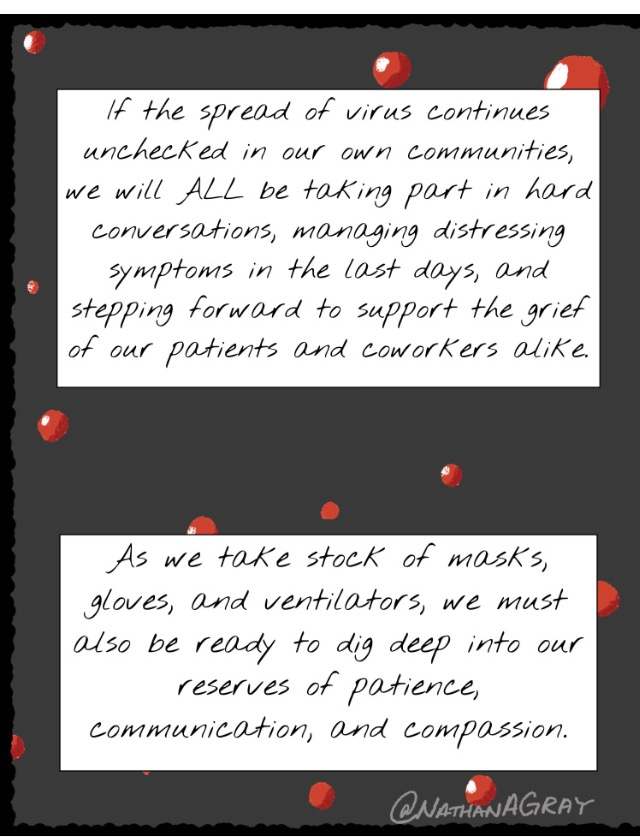 If the spread of virus continues
unchecked in our own communities,
we will ALL be taking part in hard
conversations, managing distressing
symptoms in the last days, and
stepping forward to support the grief
of our patients and coworkers alike.
As we take stock of masks,
gloves, and ventilators, we must
also be ready to dig deep into our
reserves of patience,
communication, and compassion.
@NATHANAGRAY